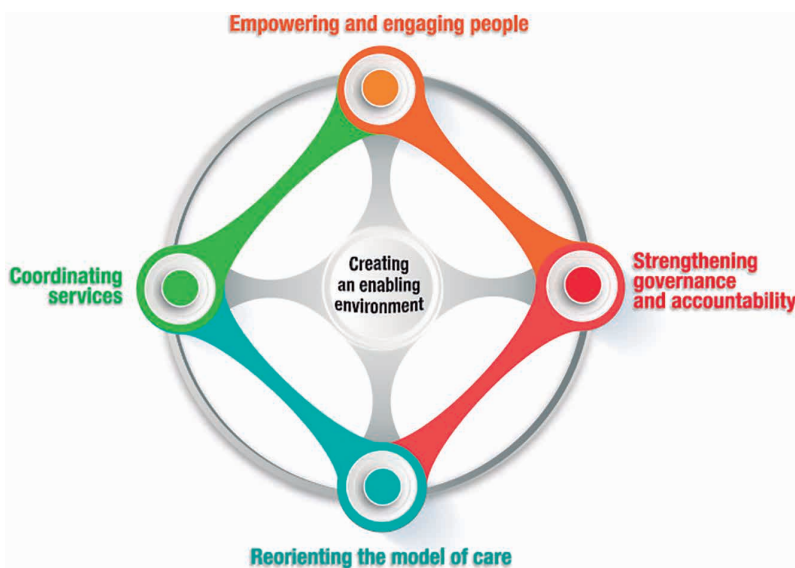 Empowering and engaging people
Coordinating
services
Creating
an enabling
environment
Strengthening
governance
and accountability
Reorienting the model of care